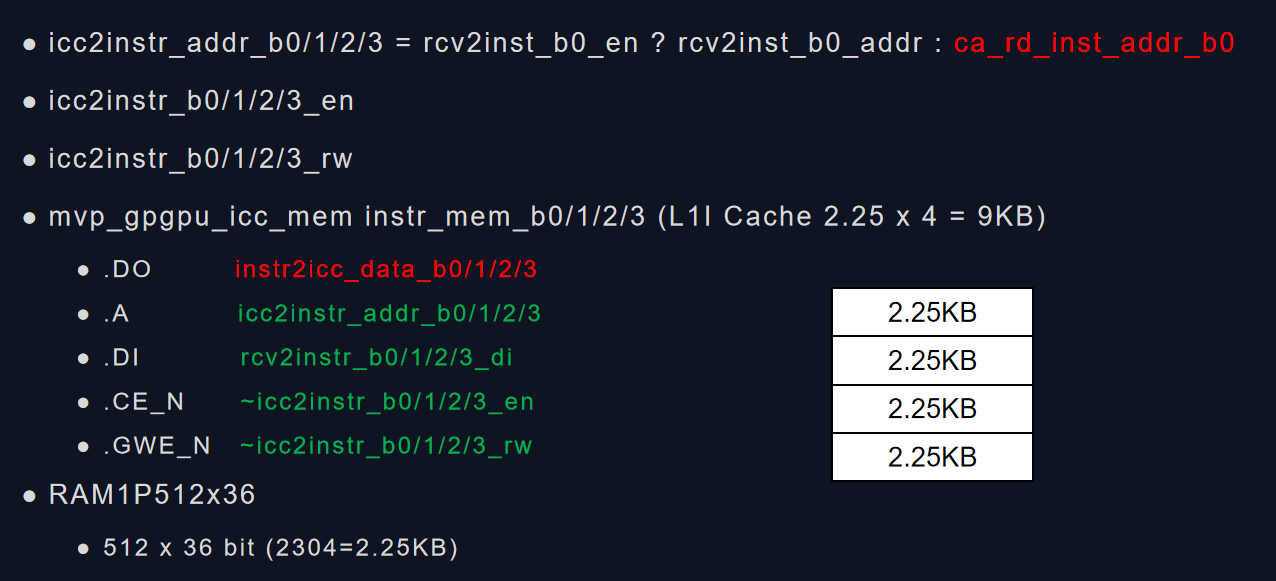 ● icc2instr_addr_b0/1/2/3 = rcv2inst_b0_en ? rcv2inst_b0_addr : ca_rd_inst_addr_b0
● icc2instr_b0/1/2/3_en
● icc2instr_b0/1/2/3_rw
● mvp_gpgpu_icc_mem instr_mem_b0/1/2/3 (L1I Cache 2.25 x 4 = 9KB)
● .DO instr2icc_data_b0/1/2/3
● .A icc2instr_addr_b0/1/2/3
● .DI rcv2instr_b0/1/2/3_di
● .CE_N ~icc2instr_b0/1/2/3_en
● .GWE_N ~icc2instr_b0/1/2/3_rw
● RAM1P512x36
● 512 x 36 bit (2304=2.25KB)
2.25KB
2.25KB
2.25KB
2.25KB